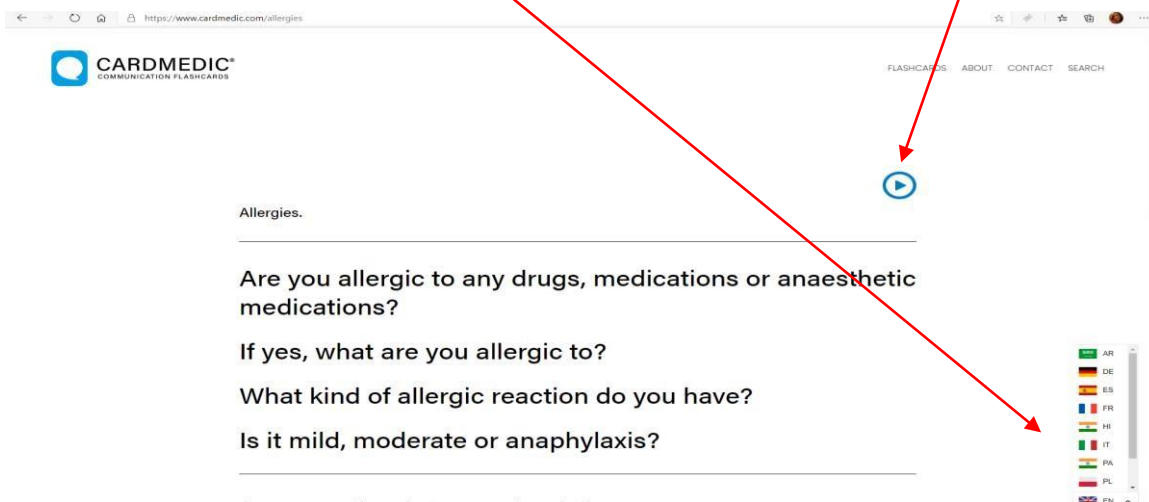 https://www.cardmedic.com/allergies
CARDMEDIC®
COMMUNICATION FLASHCARDS
FLASHCARDS ABOUT CONTACT SEARCH
Allergies.
Are you allergic to any drugs, medications or anaesthetic
medications?
If yes, what are you allergic to?
What kind of allergic reaction do you have?
Is it mild, moderate or anaphylaxis?
AR
DE
ES
FR
HI
IT
PA
PL
EN